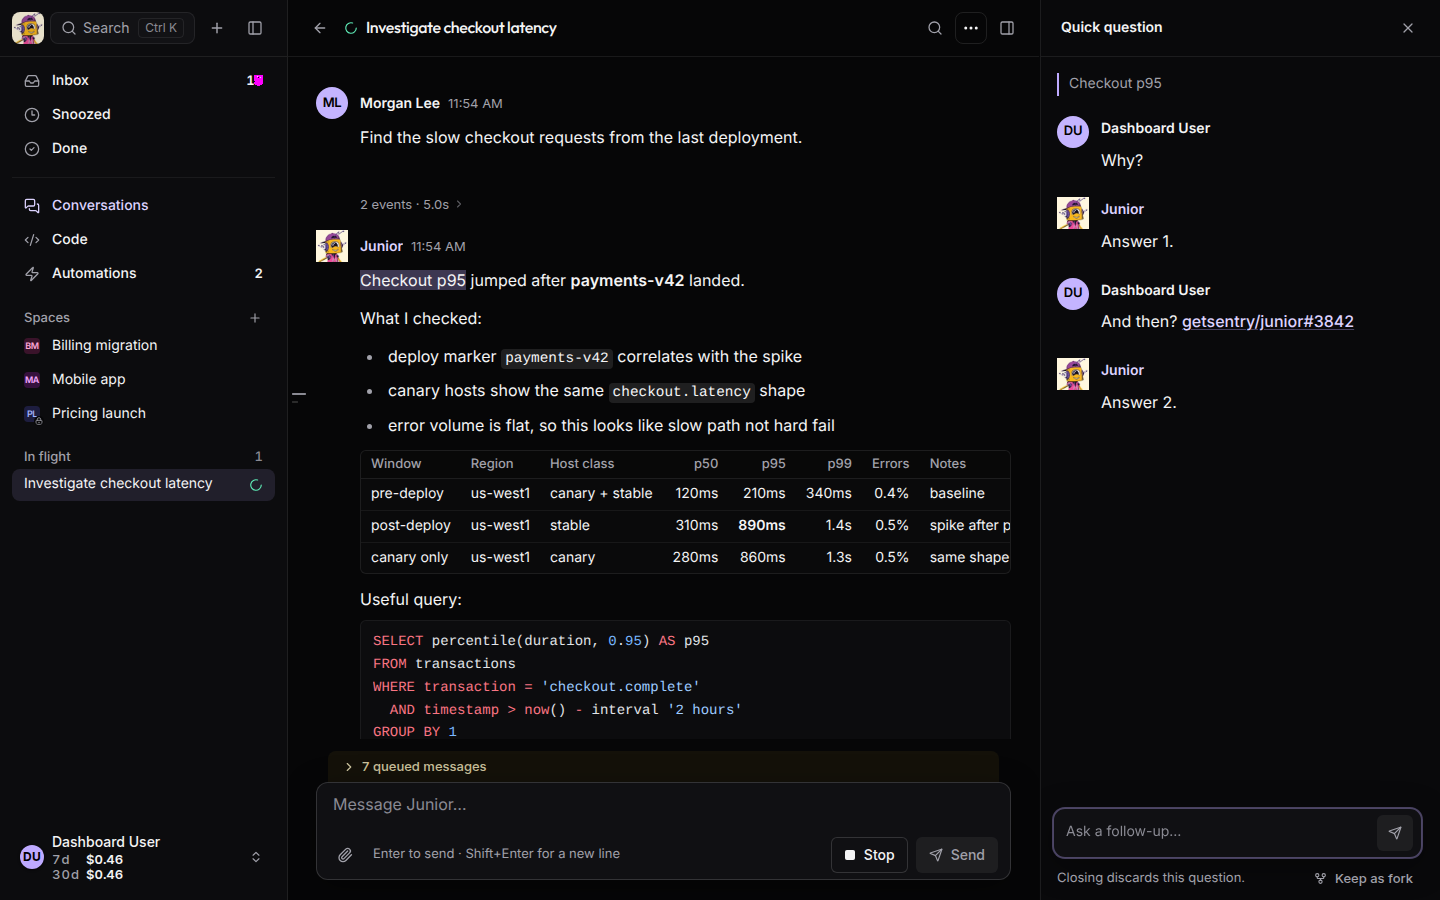 Search Ctrl K
Inbox
Snoozed
Done
Conversations
Code
Automations 2
Spaces
BM Billing migration
MA Mobile app
PL Pricing launch
In flight 1
Investigate checkout latency
DU Dashboard User
7d $0.46
30d $0.46
Investigate checkout latency
ML Morgan Lee 11:54 AM
Find the slow checkout requests from the last deployment.
2 events · 5.0s
Junior 11:54 AM
Checkout p95 jumped after payments-v42 landed.
What I checked:
deploy marker payments-v42 correlates with the spike
canary hosts show the same checkout.latency shape
error volume is flat, so this looks like slow path not hard fail
Window Region Host class p50 p95 p99 Errors Notes
pre-deploy us-west1 canary + stable 120ms 210ms 340ms 0.4% baseline
post-deploy us-west1 stable 310ms 890ms 1.4s 0.5% spike after p
canary only us-west1 canary 280ms 860ms 1.3s 0.5% same shape
Useful query:
SELECT percentile(duration, 0.95) AS p95
FROM transactions
WHERE transaction = 'checkout.complete'
AND timestamp > now() - interval '2 hours'
GROUP BY 1
7 queued messages
Message Junior...
Enter to send · Shift+Enter for a new line
Stop
Send
Quick question
Checkout p95
DU Dashboard User
Why?
Junior
Answer 1.
DU Dashboard User
And then? getsentry/junior#3842
Junior
Answer 2.
Ask a follow-up...
Closing discards this question.
Keep as fork